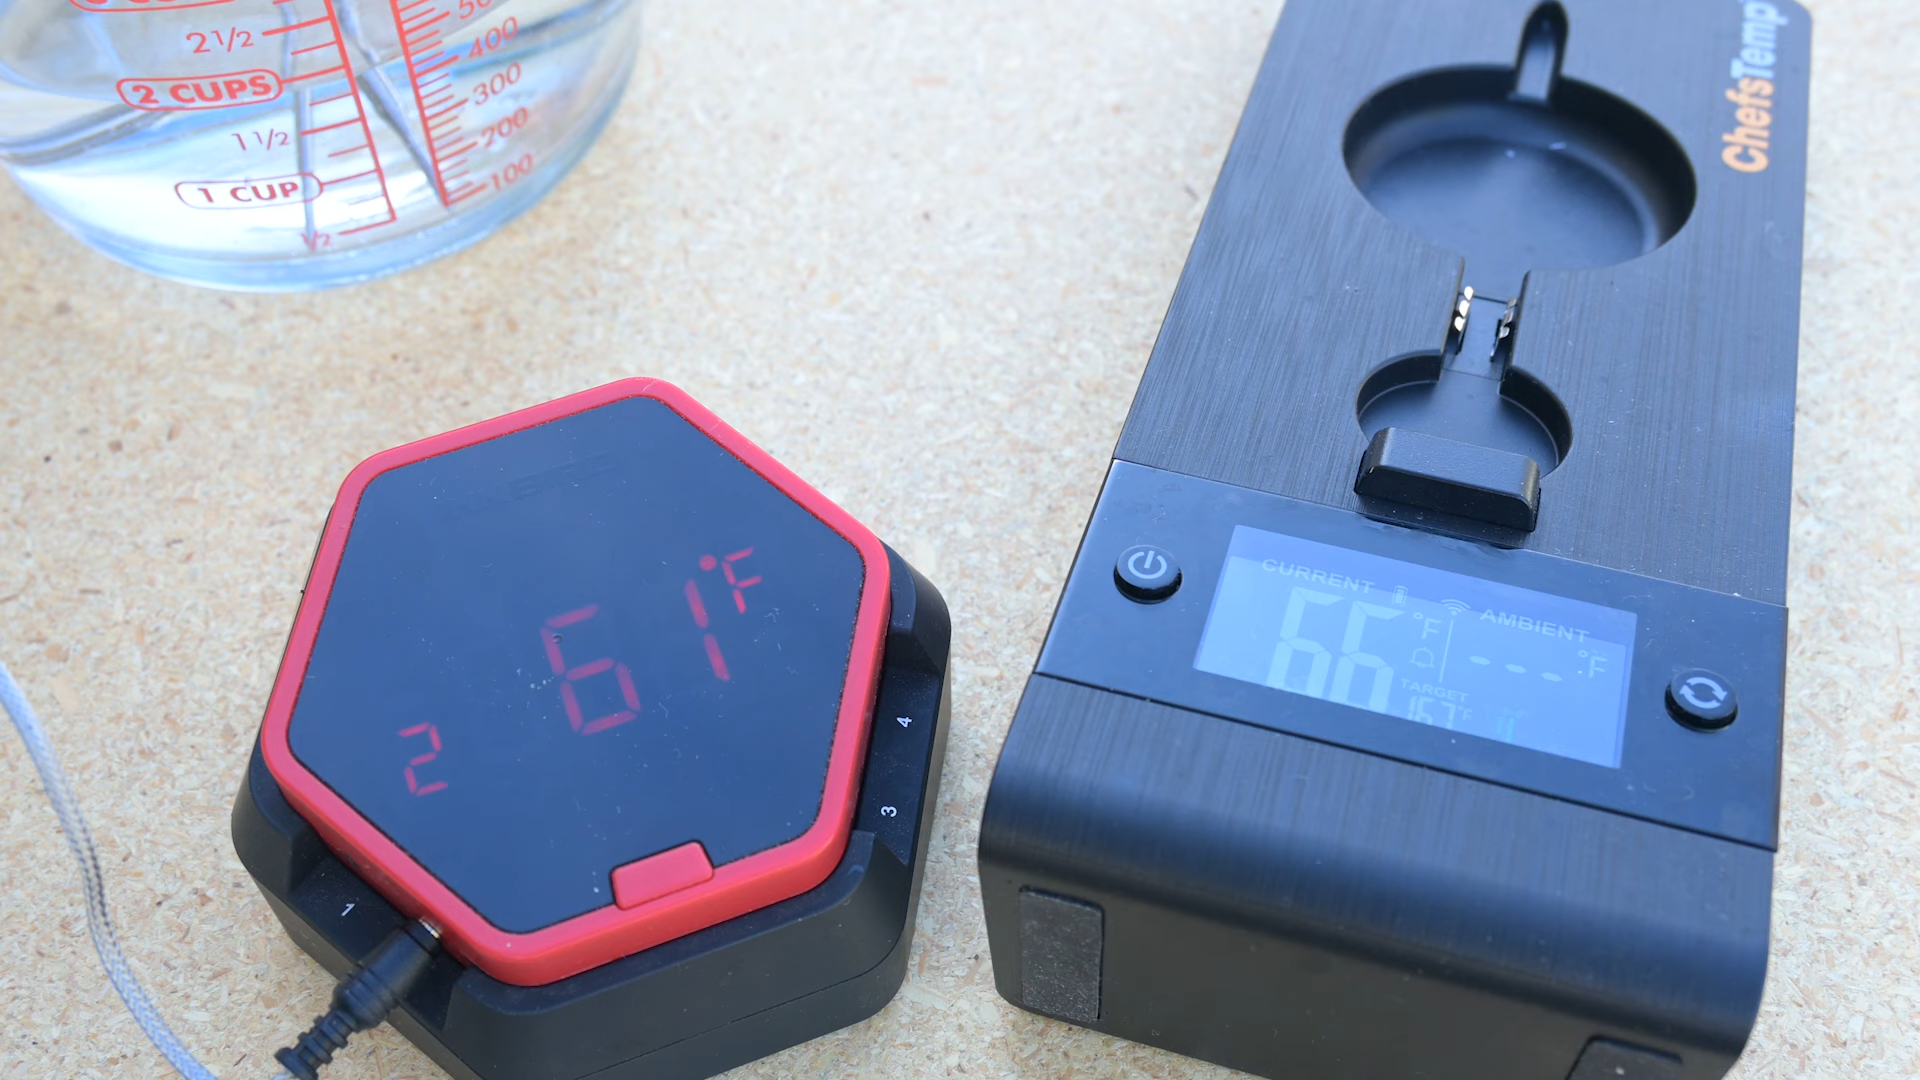 2 1/2
2 CUPS
1 1/2
1 CUP
1/2
400
300
200
100
ChefsTemp
61°F
2
1
3
4
CURRENT
66°F
AMBIENT
---°F
TARGET
167°F